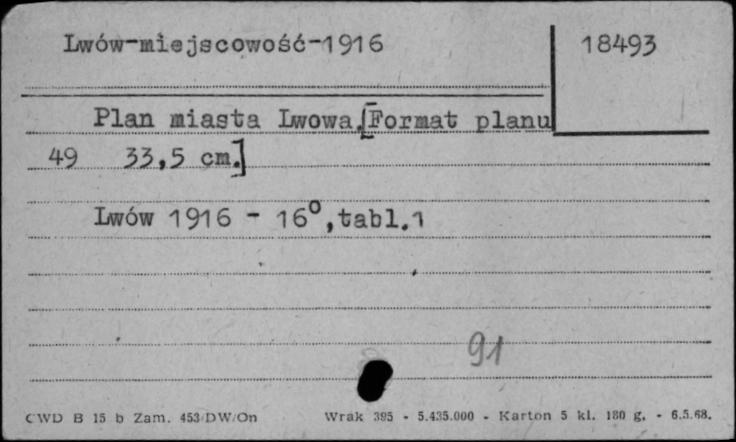 Lwów-miejscowość-1916
18493
Plan miasta Lwowa.[Format planu
49 33,5 cm.]
Lwów 1916 - 16°,tabl.1
91
CWD B 15 b Zam. 453/DW/On Wrak 395 - 5.435.000 - Karton 5 kl. 180 g. - 6.5.68.